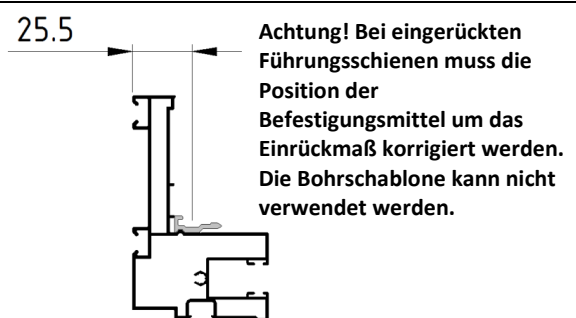 25.5
Achtung! Bei eingerückten
Führungsschienen muss die
Position der
Befestigungsmittel um das
Einrückmaß korrigiert werden.
Die Bohrschablone kann nicht
verwendet werden.